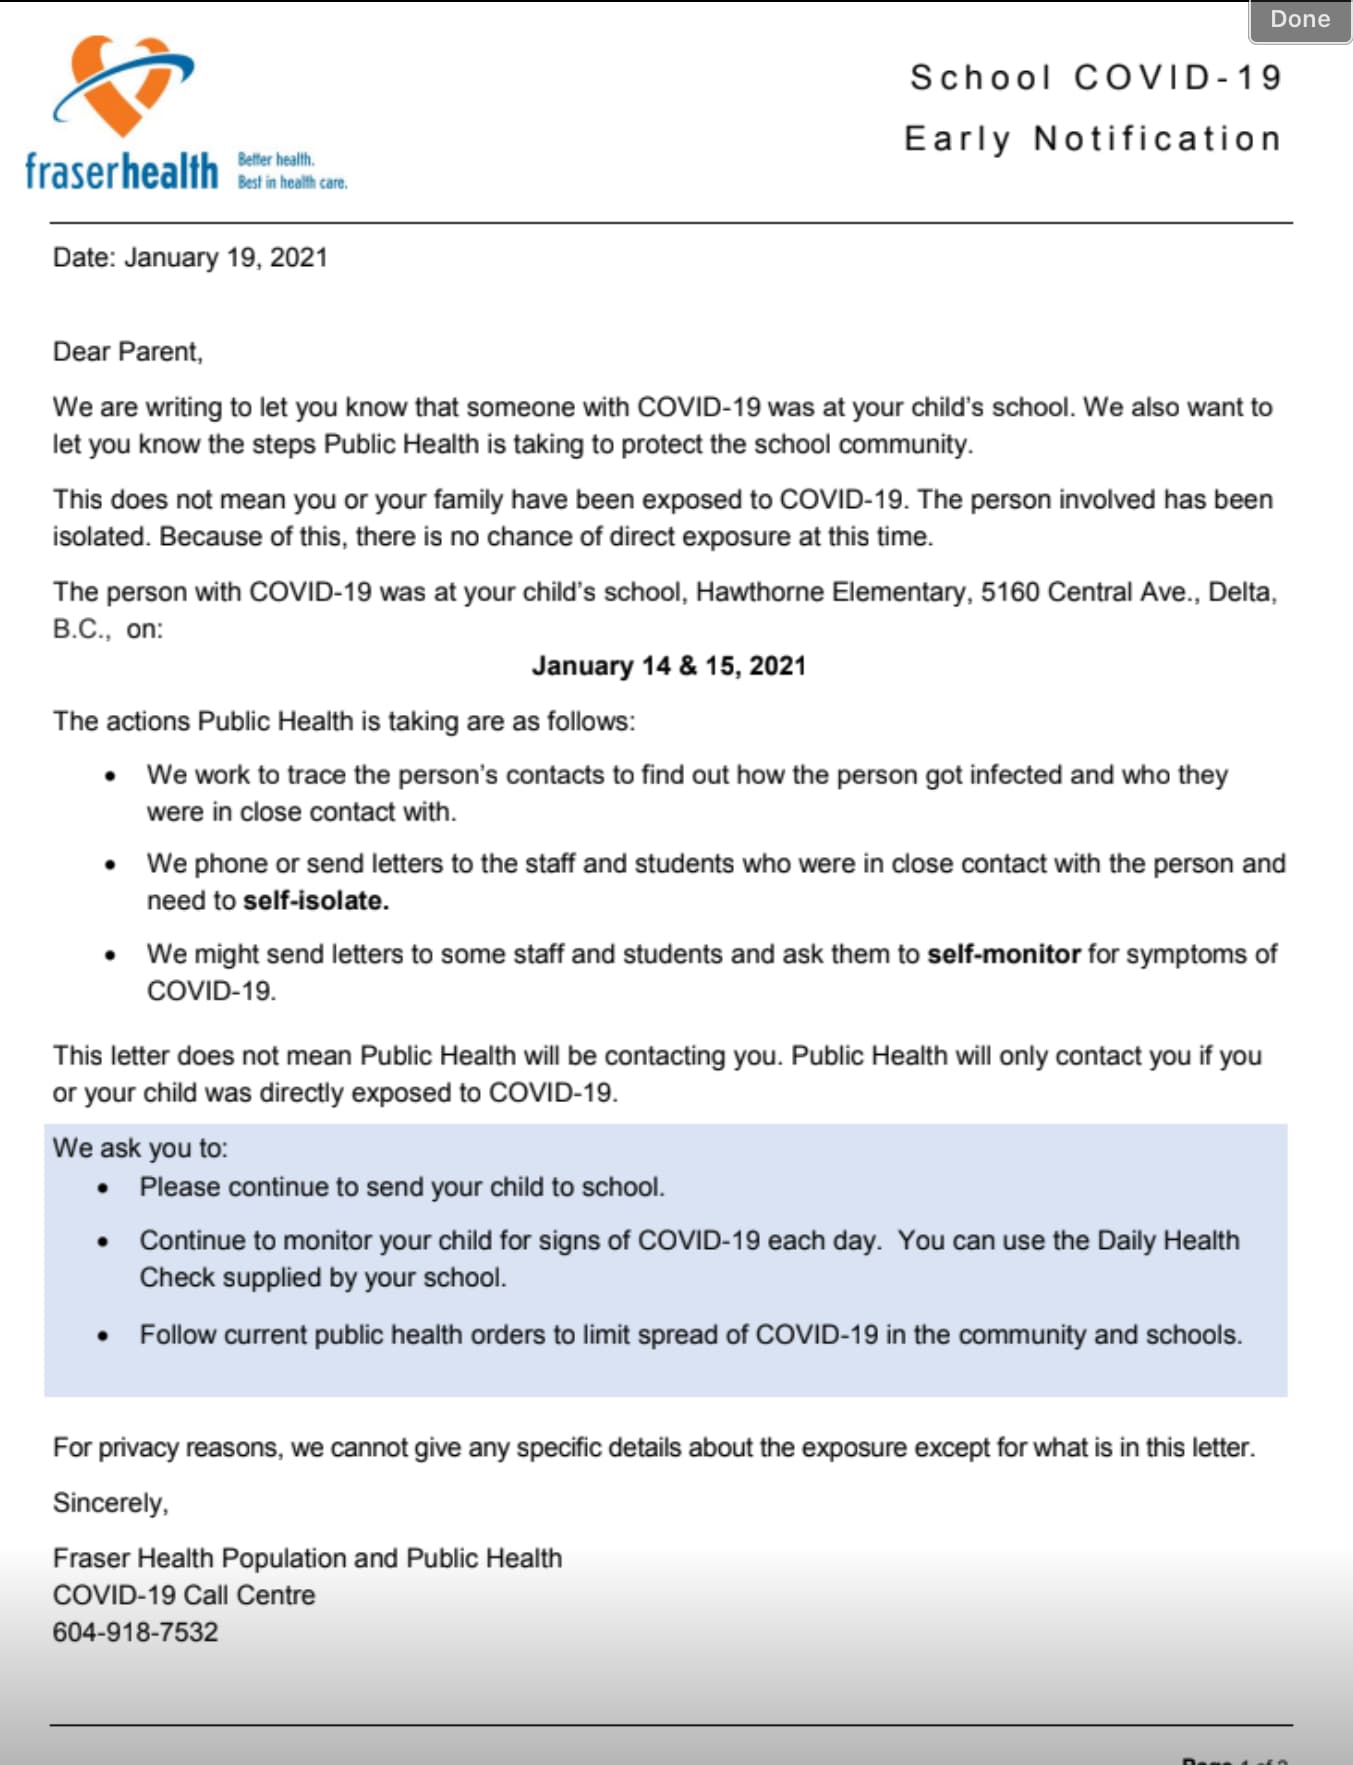 Done
fraserhealth
Better health.
Best in health care.
School COVID-19
Early Notification
Date: January 19, 2021
Dear Parent,
We are writing to let you know that someone with COVID-19 was at your child's school. We also want to
let you know the steps Public Health is taking to protect the school community.
This does not mean you or your family have been exposed to COVID-19. The person involved has been
isolated. Because of this, there is no chance of direct exposure at this time.
The person with COVID-19 was at your child's school, Hawthorne Elementary, 5160 Central Ave., Delta,
B.C., on:
January 14 & 15, 2021
The actions Public Health is taking are as follows:
• We work to trace the person's contacts to find out how the person got infected and who they
were in close contact with.
• We phone or send letters to the staff and students who were in close contact with the person and
need to self-isolate.
• We might send letters to some staff and students and ask them to self-monitor for symptoms of
COVID-19.
This letter does not mean Public Health will be contacting you. Public Health will only contact you if you
or your child was directly exposed to COVID-19.
We ask you to:
• Please continue to send your child to school.
• Continue to monitor your child for signs of COVID-19 each day. You can use the Daily Health
Check supplied by your school.
• Follow current public health orders to limit spread of COVID-19 in the community and schools.
For privacy reasons, we cannot give any specific details about the exposure except for what is in this letter.
Sincerely,
Fraser Health Population and Public Health
COVID-19 Call Centre
604-918-7532
Page